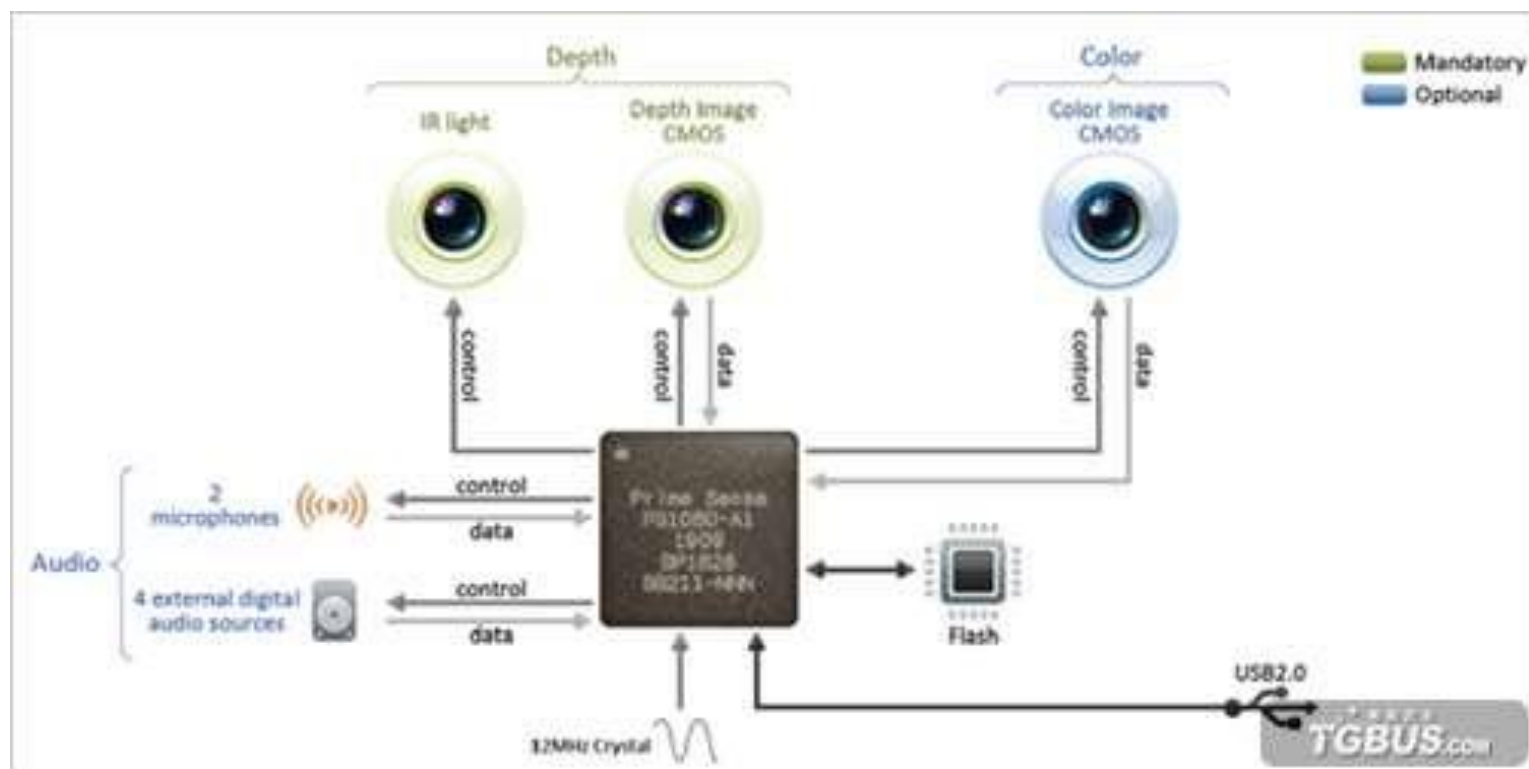 Depth
Color
Mandatory
Optional
IR light
Depth Image
CMOS
Color Image
CMOS
control
control
data
control
data
Audio
2
microphones
control
data
4 external digital
audio sources
control
data
Prime Sense
PS1080-A1
Flash
12MHz Crystal
USB2.0
TGBUS.COM